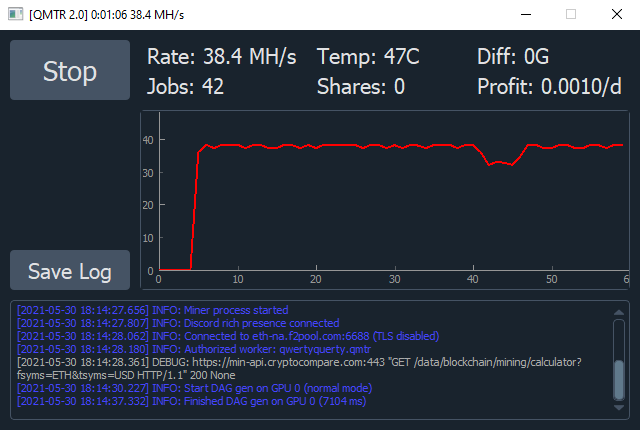 [QMTR 2.0] 0:01:06 38.4 MH/s
Stop
Rate: 38.4 MH/s Temp: 47C Diff: 0G
Jobs: 42 Shares: 0 Profit: 0.0010/d
40
30
20
10
0
0 10 20 30 40 50 6
Save Log
[2021-05-30 18:14:27.656] INFO: Miner process started
[2021-05-30 18:14:27.807] INFO: Discord rich presence connected
[2021-05-30 18:14:28.062] INFO: Connected to eth-na.f2pool.com:6688 (TLS disabled)
[2021-05-30 18:14:28.180] INFO: Authorized worker: qwertyquerty.qmtr
[2021-05-30 18:14:28.361] DEBUG: https://min-api.cryptocompare.com:443 "GET /data/blockchain/mining/calculator?
fsyms=ETH&tsyms=USD HTTP/1.1" 200 None
[2021-05-30 18:14:30.227] INFO: Start DAG gen on GPU 0 (normal mode)
[2021-05-30 18:14:37.332] INFO: Finished DAG gen on GPU 0 (7104 ms)